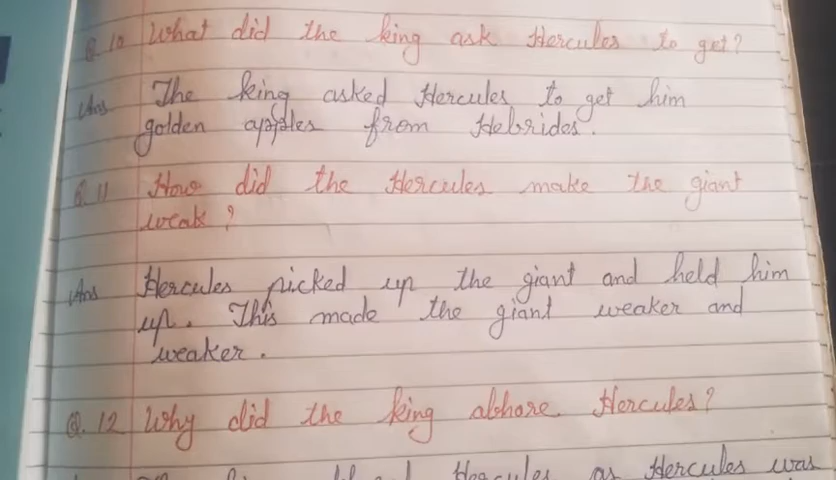 Q.10 What did the king ask Hercules to get?
Ans The king asked Hercules to get him
golden apples from Hebrides.
Q.11 How did the Hercules make the giant
weak?
Ans Hercules picked up the giant and held him
up. This made the giant weaker and
weaker.
Q.12 Why did the king abhore Hercules?
Hercules as Hercules was